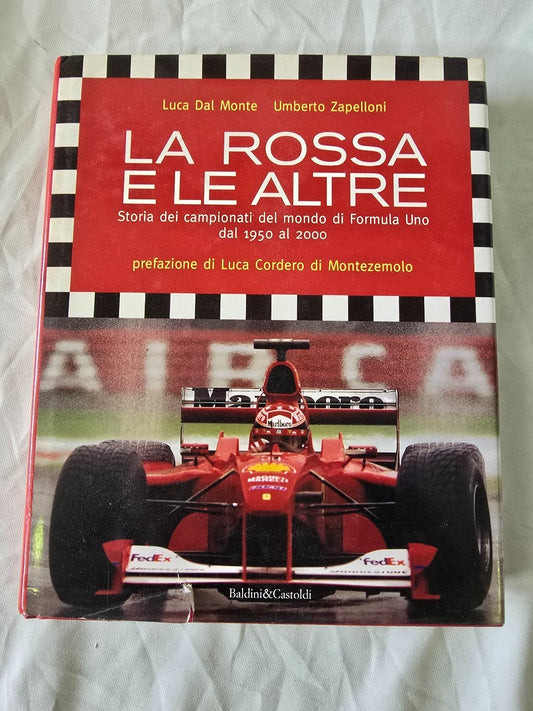 Luca Dal Monte Umberto Zapelloni
LA ROSSA
E LE ALTRE
Storia dei campionati del mondo di Formula Uno
dal 1950 al 2000
prefazione di Luca Cordero di Montezemolo
Marlboro
Marlboro
FedEx
FedEx
Baldini&Castoldi